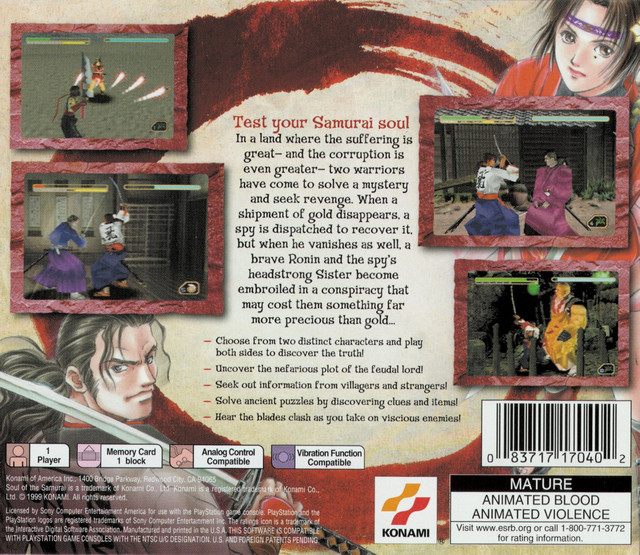 Test your Samurai soul
In a land where the suffering is
great— and the corruption is
even greater— two warriors
have come to solve a mystery
and seek revenge. When a
shipment of gold disappears, a
spy is dispatched to recover it,
but when he vanishes as well, a
brave Ronin and the spy's
headstrong Sister become
embroiled in a conspiracy that
may cost them something far
more precious than gold...
— Choose from two distinct characters and play
both sides to discover the truth!
— Uncover the nefarious plot of the feudal lord!
— Seek out information from villagers and strangers!
— Solve ancient puzzles by discovering clues and items!
— Hear the blades clash as you take on viscious enemies!
1
Player
Memory Card
1 block
Analog Control
Compatible
Vibration Function
Compatible
Konami of America Inc., 1400 Bridge Parkway, Redwood City, CA 94065
Soul of the Samurai is a trademark of Konami Co., Ltd. Konami is a registered trademark of Konami Co.,
Ltd. © 1999 KONAMI. All rights reserved.
Licensed by Sony Computer Entertainment America for use with the PlayStation game console. PlayStation and the
PlayStation logos are registered trademarks of Sony Computer Entertainment Inc. The ratings icon is a trademark of
the Interactive Digital Software Association. Manufactured and printed in the U.S.A. THIS SOFTWARE IS COMPATIBLE
WITH PLAYSTATION GAME CONSOLES WITH THE NTSC U/C DESIGNATION. U.S. AND FOREIGN PATENTS PENDING.
KONAMI
0 83717 17040 2
MATURE
ANIMATED BLOOD
ANIMATED VIOLENCE
Visit www.esrb.org or call 1-800-771-3772
for rating information.